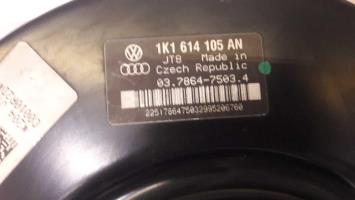 1K1 614 105 AN
JT8 Made in
Czech Republic
03.7864-7503.4
2251786475032995206760